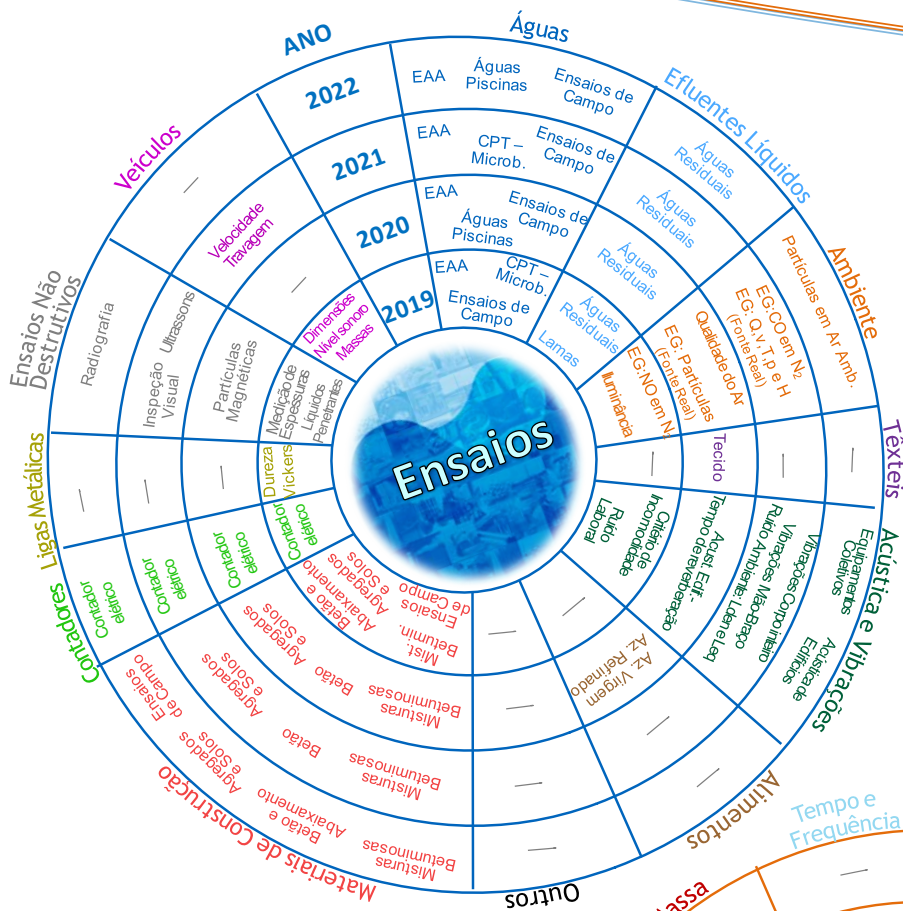 ANO
2022
2021
2020
2019
Águas
EAA
Águas
Piscinas
Ensaios de
Campo
EAA
CPT –
Microb.
Ensaios de
Campo
EAA
Águas
Piscinas
Ensaios de
Campo
EAA
CPT –
Microb.
Ensaios de
Campo
Efluentes Líquidos
Águas
Residuais
Águas
Residuais
Águas
Residuais
Águas
Residuais
Lamas
Ambiente
Partículas em Ar Amb.
EG:CO em N₂
EG: Q,v,T,p e H
(Fonte Real)
Qualidade do Ar
EG: Partículas
(Fonte Real)
EG:NO em N₂
Iluminância
Têxteis
—
—
Tecido
—
Acústica e Vibrações
Equipamentos
Coletivos
Acústica de
Edifícios
Vibrações Corpo inteiro
Vibrações Mão-Braço
Ruído Ambiente: Lden e Leq
Acust. Edif.-
Tempo de reverberação
Critério de
Incomodidade
Ruído
Laboral
Alimentos
—
—
Az. Virgem
Az. Refinado
—
Outros
—
—
—
—
Materiais de Construção
Ensaios
de Campo
Agregados
e Solos
Betão e
Abaixamento
Misturas
Betuminosas
Agregados
e Solos
Betão
Misturas
Betuminosas
Agregados
e Solos
Betão
Misturas
Betuminosas
Agregados
e Solos
Betão e
Abaixamento
Mist.
Betumin.
Ensaios
de Campo
Contadores
Contador
elétrico
Contador
elétrico
Contador
elétrico
Contador
elétrico
Ligas Metálicas
—
—
—
Dureza
Vickers
Ensaios Não
Destrutivos
Radiografia
Inspeção
Visual
Ultrassons
Partículas
Magnéticas
Medição de
Espessuras
Líquidos
Penetrantes
Veículos
—
Velocidade
Travagem
—
Dimensões
Nível sonoro
Massas
Ensaios
Tempo e
Frequência
—